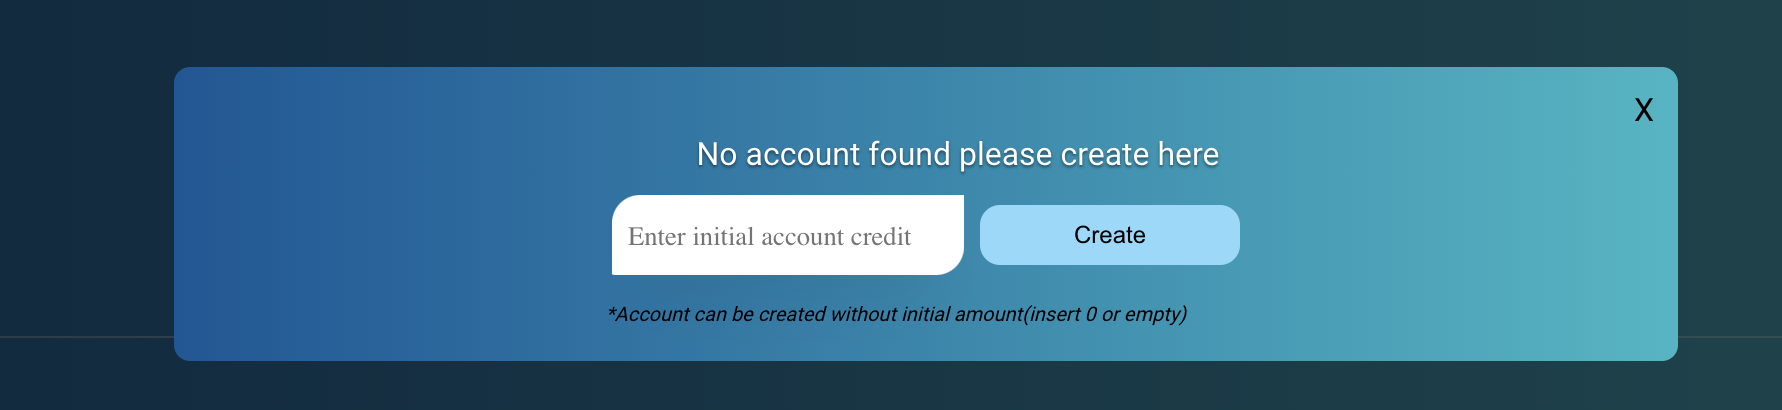 X
No account found please create here
Enter initial account credit
Create
*Account can be created without initial amount(insert 0 or empty)